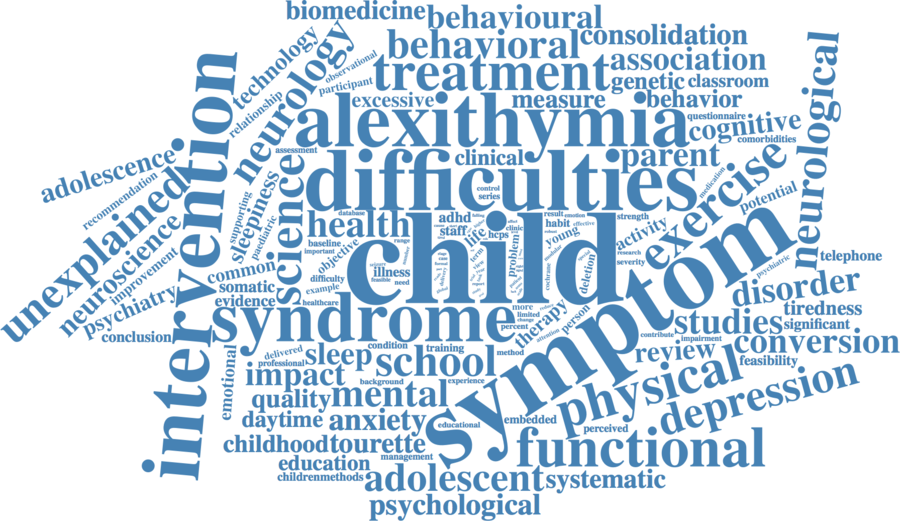 biomedicine
behavioural
behavioral
consolidation
technology
neurology
observational
participant
relationship
treatment
association
genetic
classroom
excessive
measure
behavior
alexithymia
questionnaire
cognitive
comorbidities
neurological
intervention
adolescence
recommendation
unexplained
neuroscience
improvement
psychiatry
assessment
science
supporting
sleepiness
paediatric
difficulties
clinical
parent
control
series
medication
exercise
potential
health
database
adhd
staff
life
hcps
clinic
problem
result
emotion
habit
effective
young
strength
activity
research
severity
deletion
cochrane
child
baseline
important
objective
range
illness
feasible
need
common
difficulty
somatic
example
evidence
healthcare
syndrome
symptom
psychiatric
telephone
disorder
tiredness
significant
studies
contribute
impairment
conversion
feasibility
review
more
limited
change
percent
therapy
person
attention
method
conclusion
emotional
delivered
professional
sleep
condition
training
school
impact
background
experience
quality
mental
physical
depression
daytime
anxiety
educational
embedded
perceived
childhood
tourette
management
functional
education
children
methods
adolescent
systematic
psychological